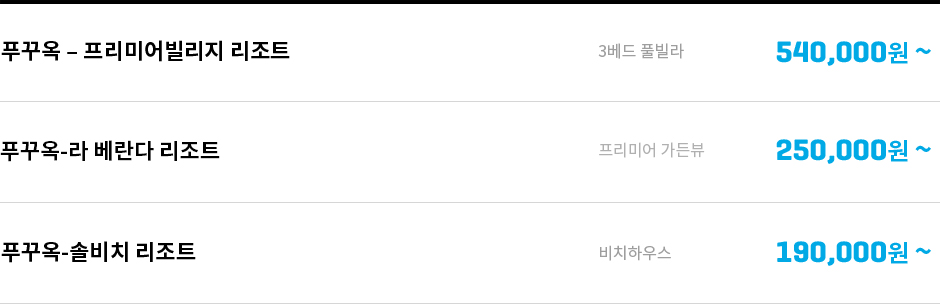 푸꾸옥 – 프리미어빌리지 리조트 3베드 풀빌라 540,000원 ~
푸꾸옥-라 베란다 리조트 프리미어 가든뷰 250,000원 ~
푸꾸옥-솔비치 리조트 비치하우스 190,000원 ~